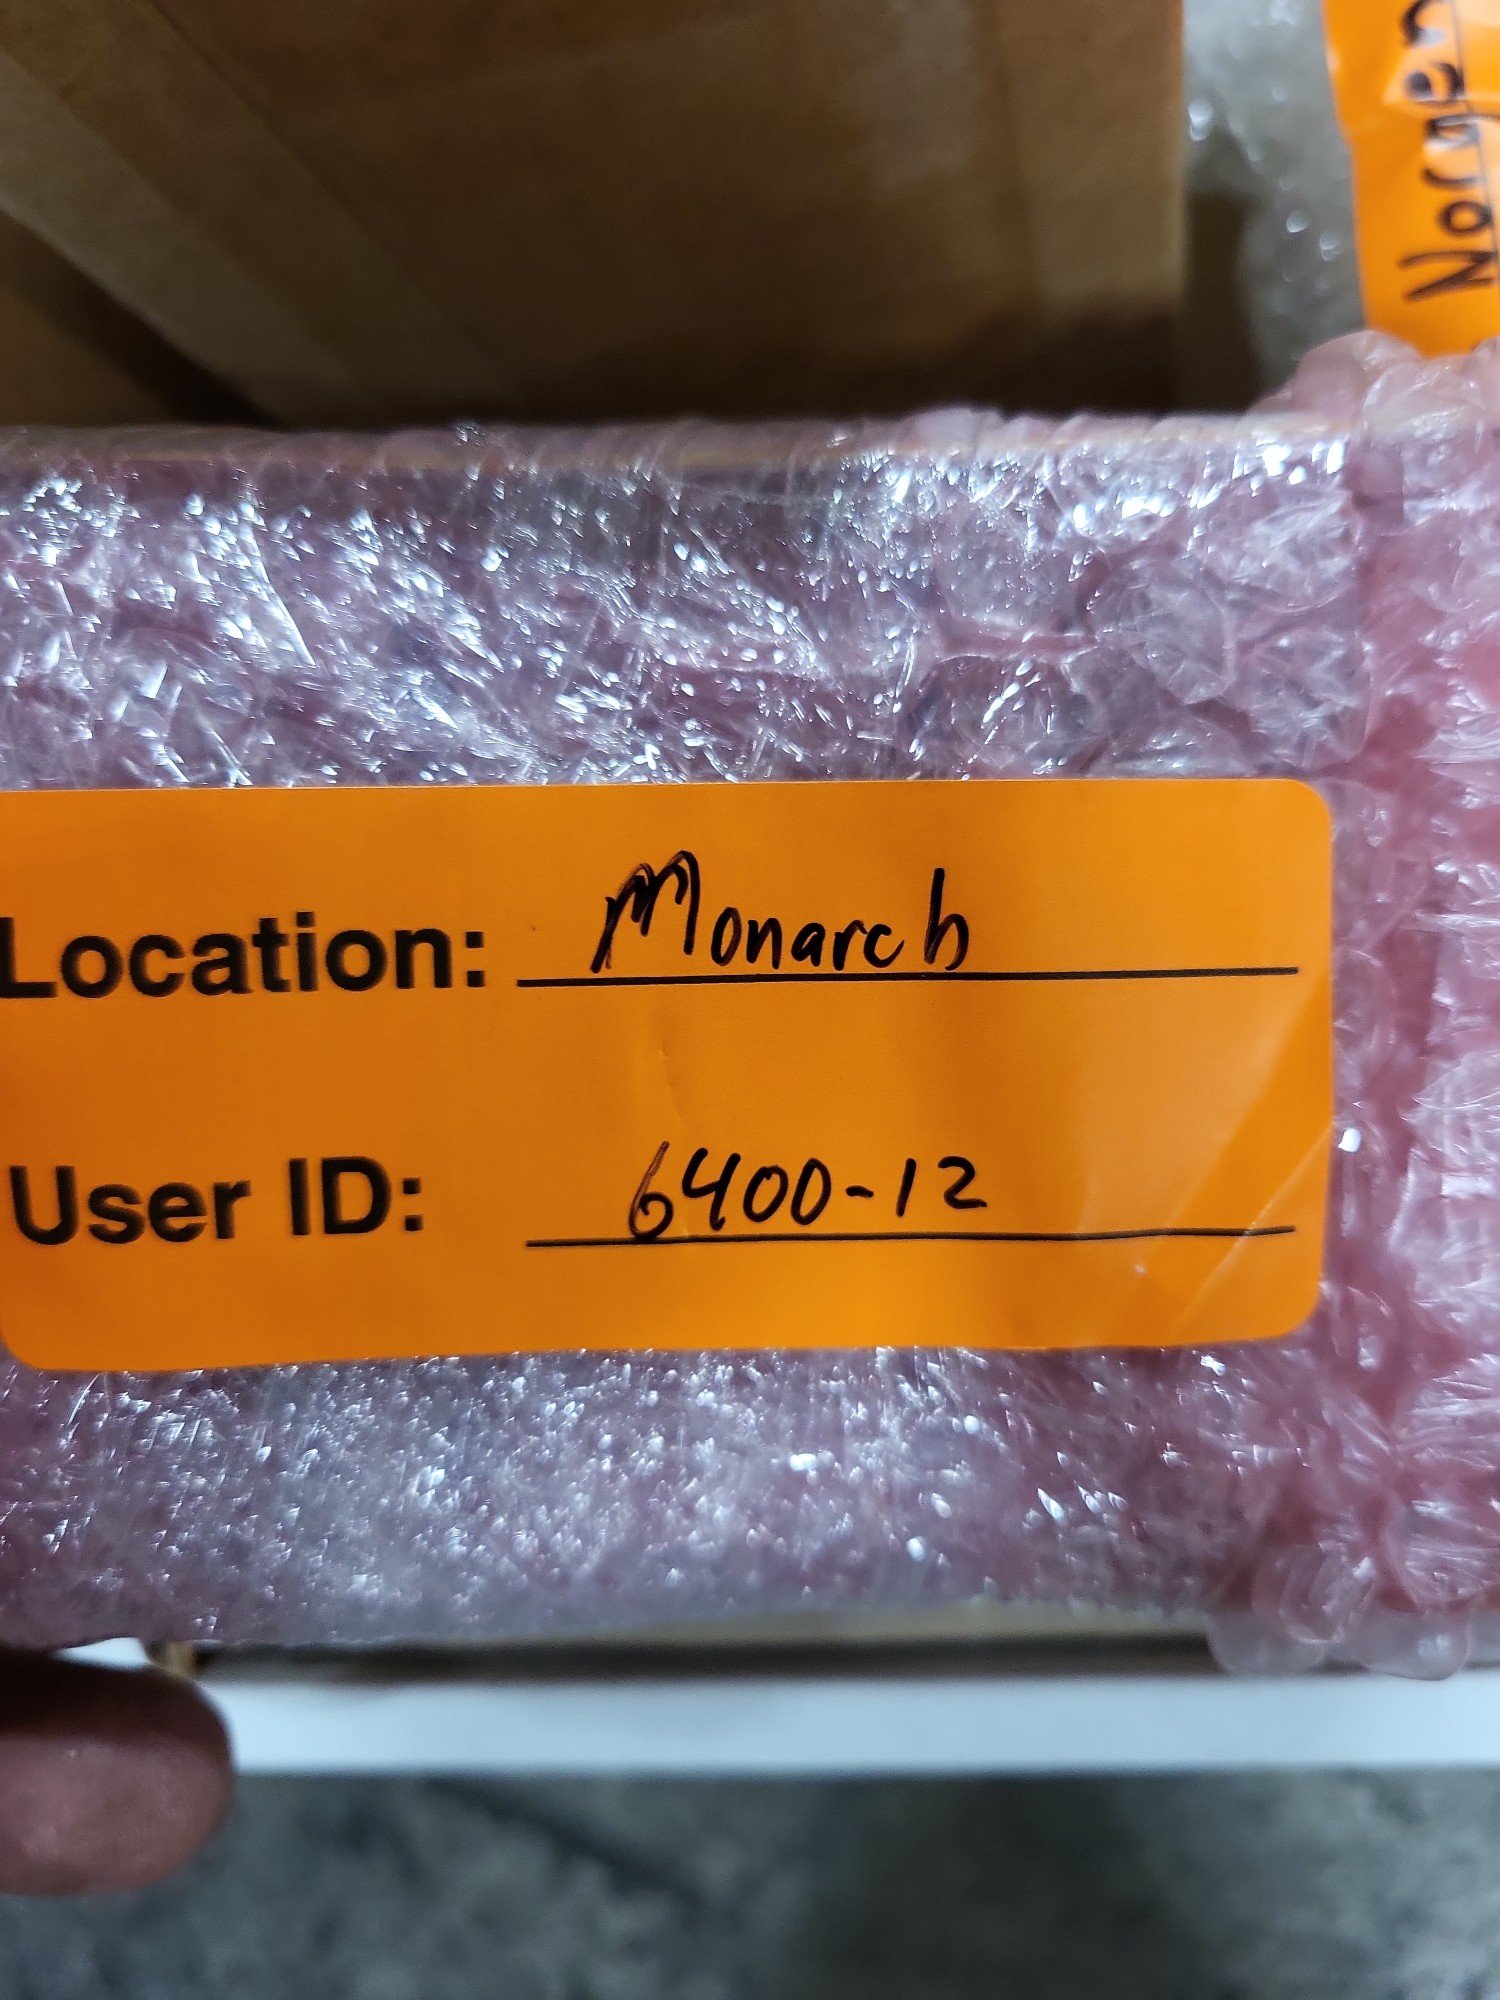 Location: Monarch
User ID: 6400-12